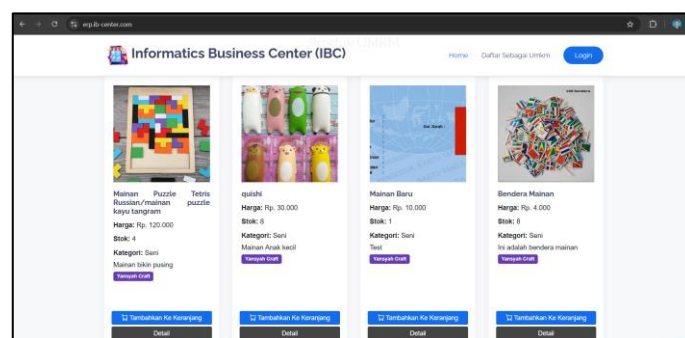 erp.ib-center.com
Informatics Business Center (IBC)
Home
Daftar Sebagai Umkm
Login
Mainan Puzzle Tetris
Russian/mainan puzzle
kayu tangram
Harga: Rp. 120.000
Stok: 4
Kategori: Seni
Mainan bikin pusing
Yansyah Craft
Tambahkan Ke Keranjang
Detail
quishi
Harga: Rp. 30.000
Stok: 8
Kategori: Seni
Mainan Anak kecil
Yansyah Craft
Tambahkan Ke Keranjang
Detail
Mainan Baru
Harga: Rp. 10.000
Stok: 1
Kategori: Seni
Test
Yansyah Craft
Tambahkan Ke Keranjang
Detail
Bendera Mainan
Harga: Rp. 4.000
Stok: 8
Kategori: Seni
Ini adalah bendera mainan
Yansyah Craft
Tambahkan Ke Keranjang
Detail